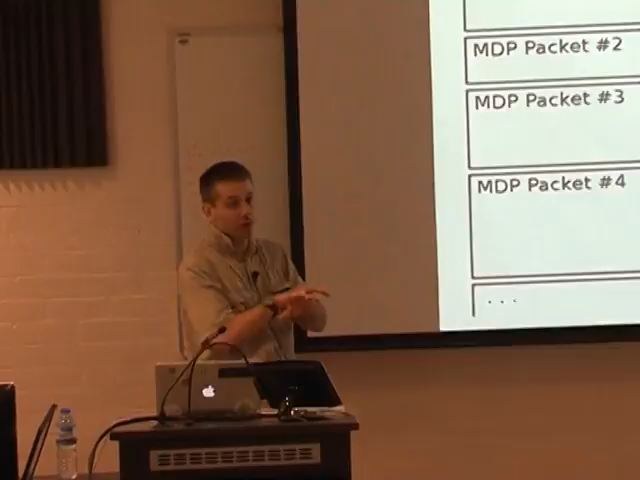 MDP Packet #2
MDP Packet #3
MDP Packet #4
. . .